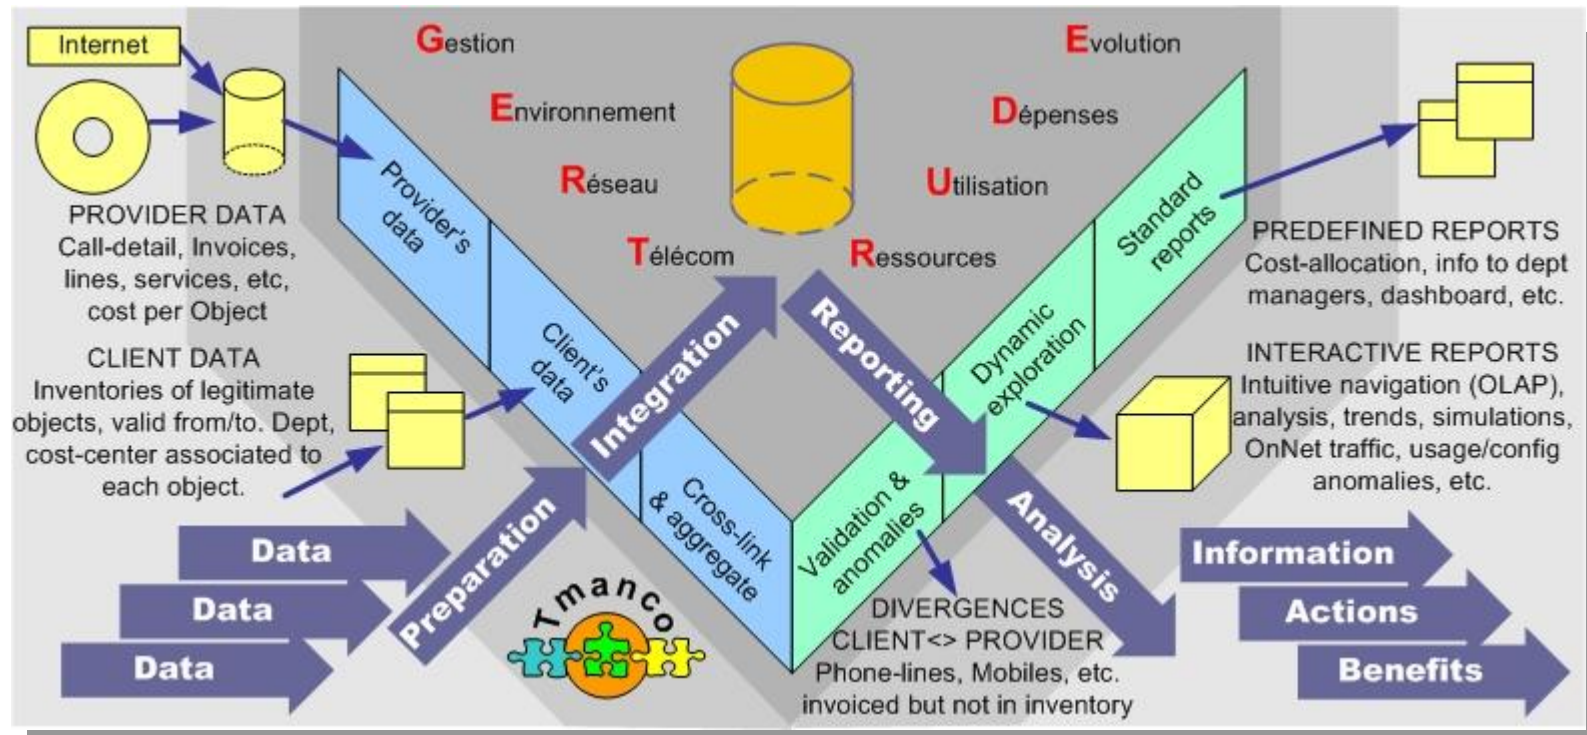 Internet
PROVIDER DATA
Call-detail, Invoices,
lines, services, etc,
cost per Object
CLIENT DATA
Inventories of legitimate
objects, valid from/to. Dept,
cost-center associated to
each object.
Data
Data
Data
Preparation
Integration
Reporting
Analysis
Provider's
data
Client's
data
Cross-link
& aggregate
Gestion
Environnement
Réseau
Télécom
Evolution
Dépenses
Utilisation
Ressources
Validation &
anomalies
Dynamic
exploration
Standard
reports
Tmanco
DIVERGENCES
CLIENT<> PROVIDER
Phone-lines, Mobiles, etc.
invoiced but not in inventory
PREDEFINED REPORTS
Cost-allocation, info to dept
managers, dashboard, etc.
INTERACTIVE REPORTS
Intuitive navigation (OLAP),
analysis, trends, simulations,
OnNet traffic, usage/config
anomalies, etc.
Information
Actions
Benefits